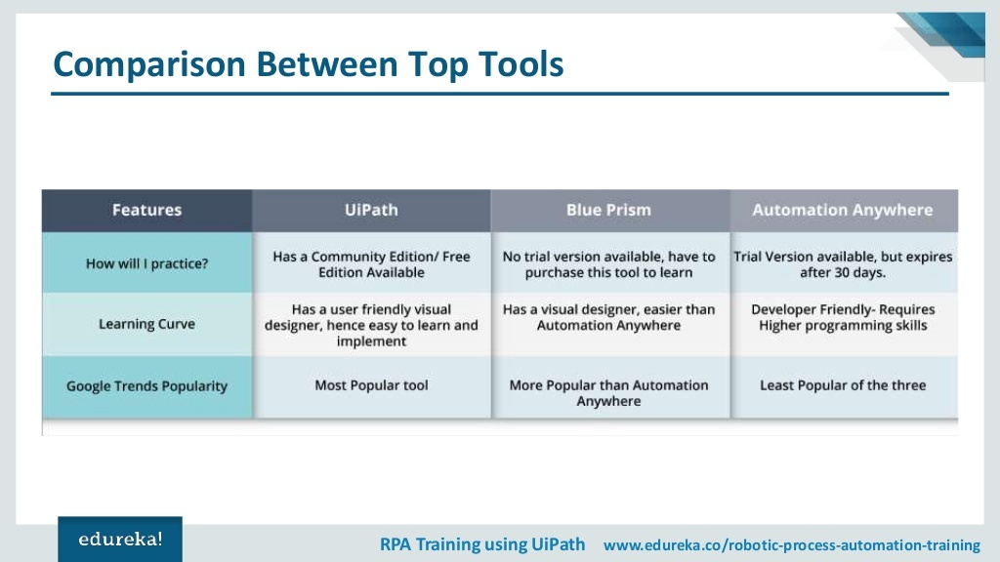 Comparison Between Top Tools
Features
UiPath
Blue Prism
Automation Anywhere
How will I practice?
Has a Community Edition/ Free
Edition Available
No trial version available, have to
purchase this tool to learn
Trial Version available, but expires
after 30 days.
Learning Curve
Has a user friendly visual
designer, hence easy to learn and
implement
Has a visual designer, easier than
Automation Anywhere
Developer Friendly- Requires
Higher programming skills
Google Trends Popularity
Most Popular tool
More Popular than Automation
Anywhere
Least Popular of the three
edureka!
RPA Training using UiPath
www.edureka.co/robotic-process-automation-training